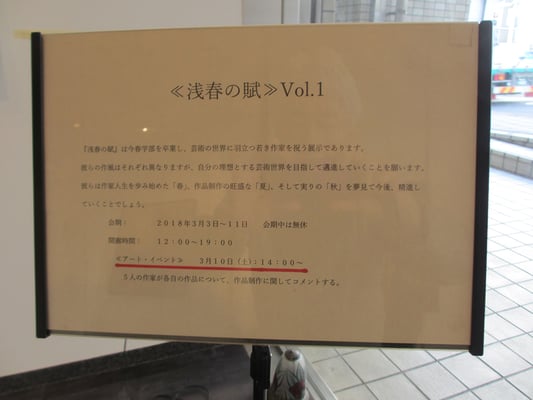 ≪浅春の賦≫Vol.1
『浅春の賦』は今春学部を卒業し、芸術の世界に羽立つ若き作家を祝う展示であります。
彼らの作風はそれぞれ異なりますが、自分の理想とする芸術世界を目指して邁進していくことを願います。
彼らは作家人生を歩み始めた「春」、作品制作の旺盛な「夏」、そして実りの「秋」を夢見て今後、精進し
ていくことでしょう。
会期： 2018年3月3日～11日 会期中は無休
開廊時間： 12：00～19：00
≪アート・イベント≫ 3月10日（土）；14：00～
5人の作家が各自の作品について、作品制作に関してコメントする。